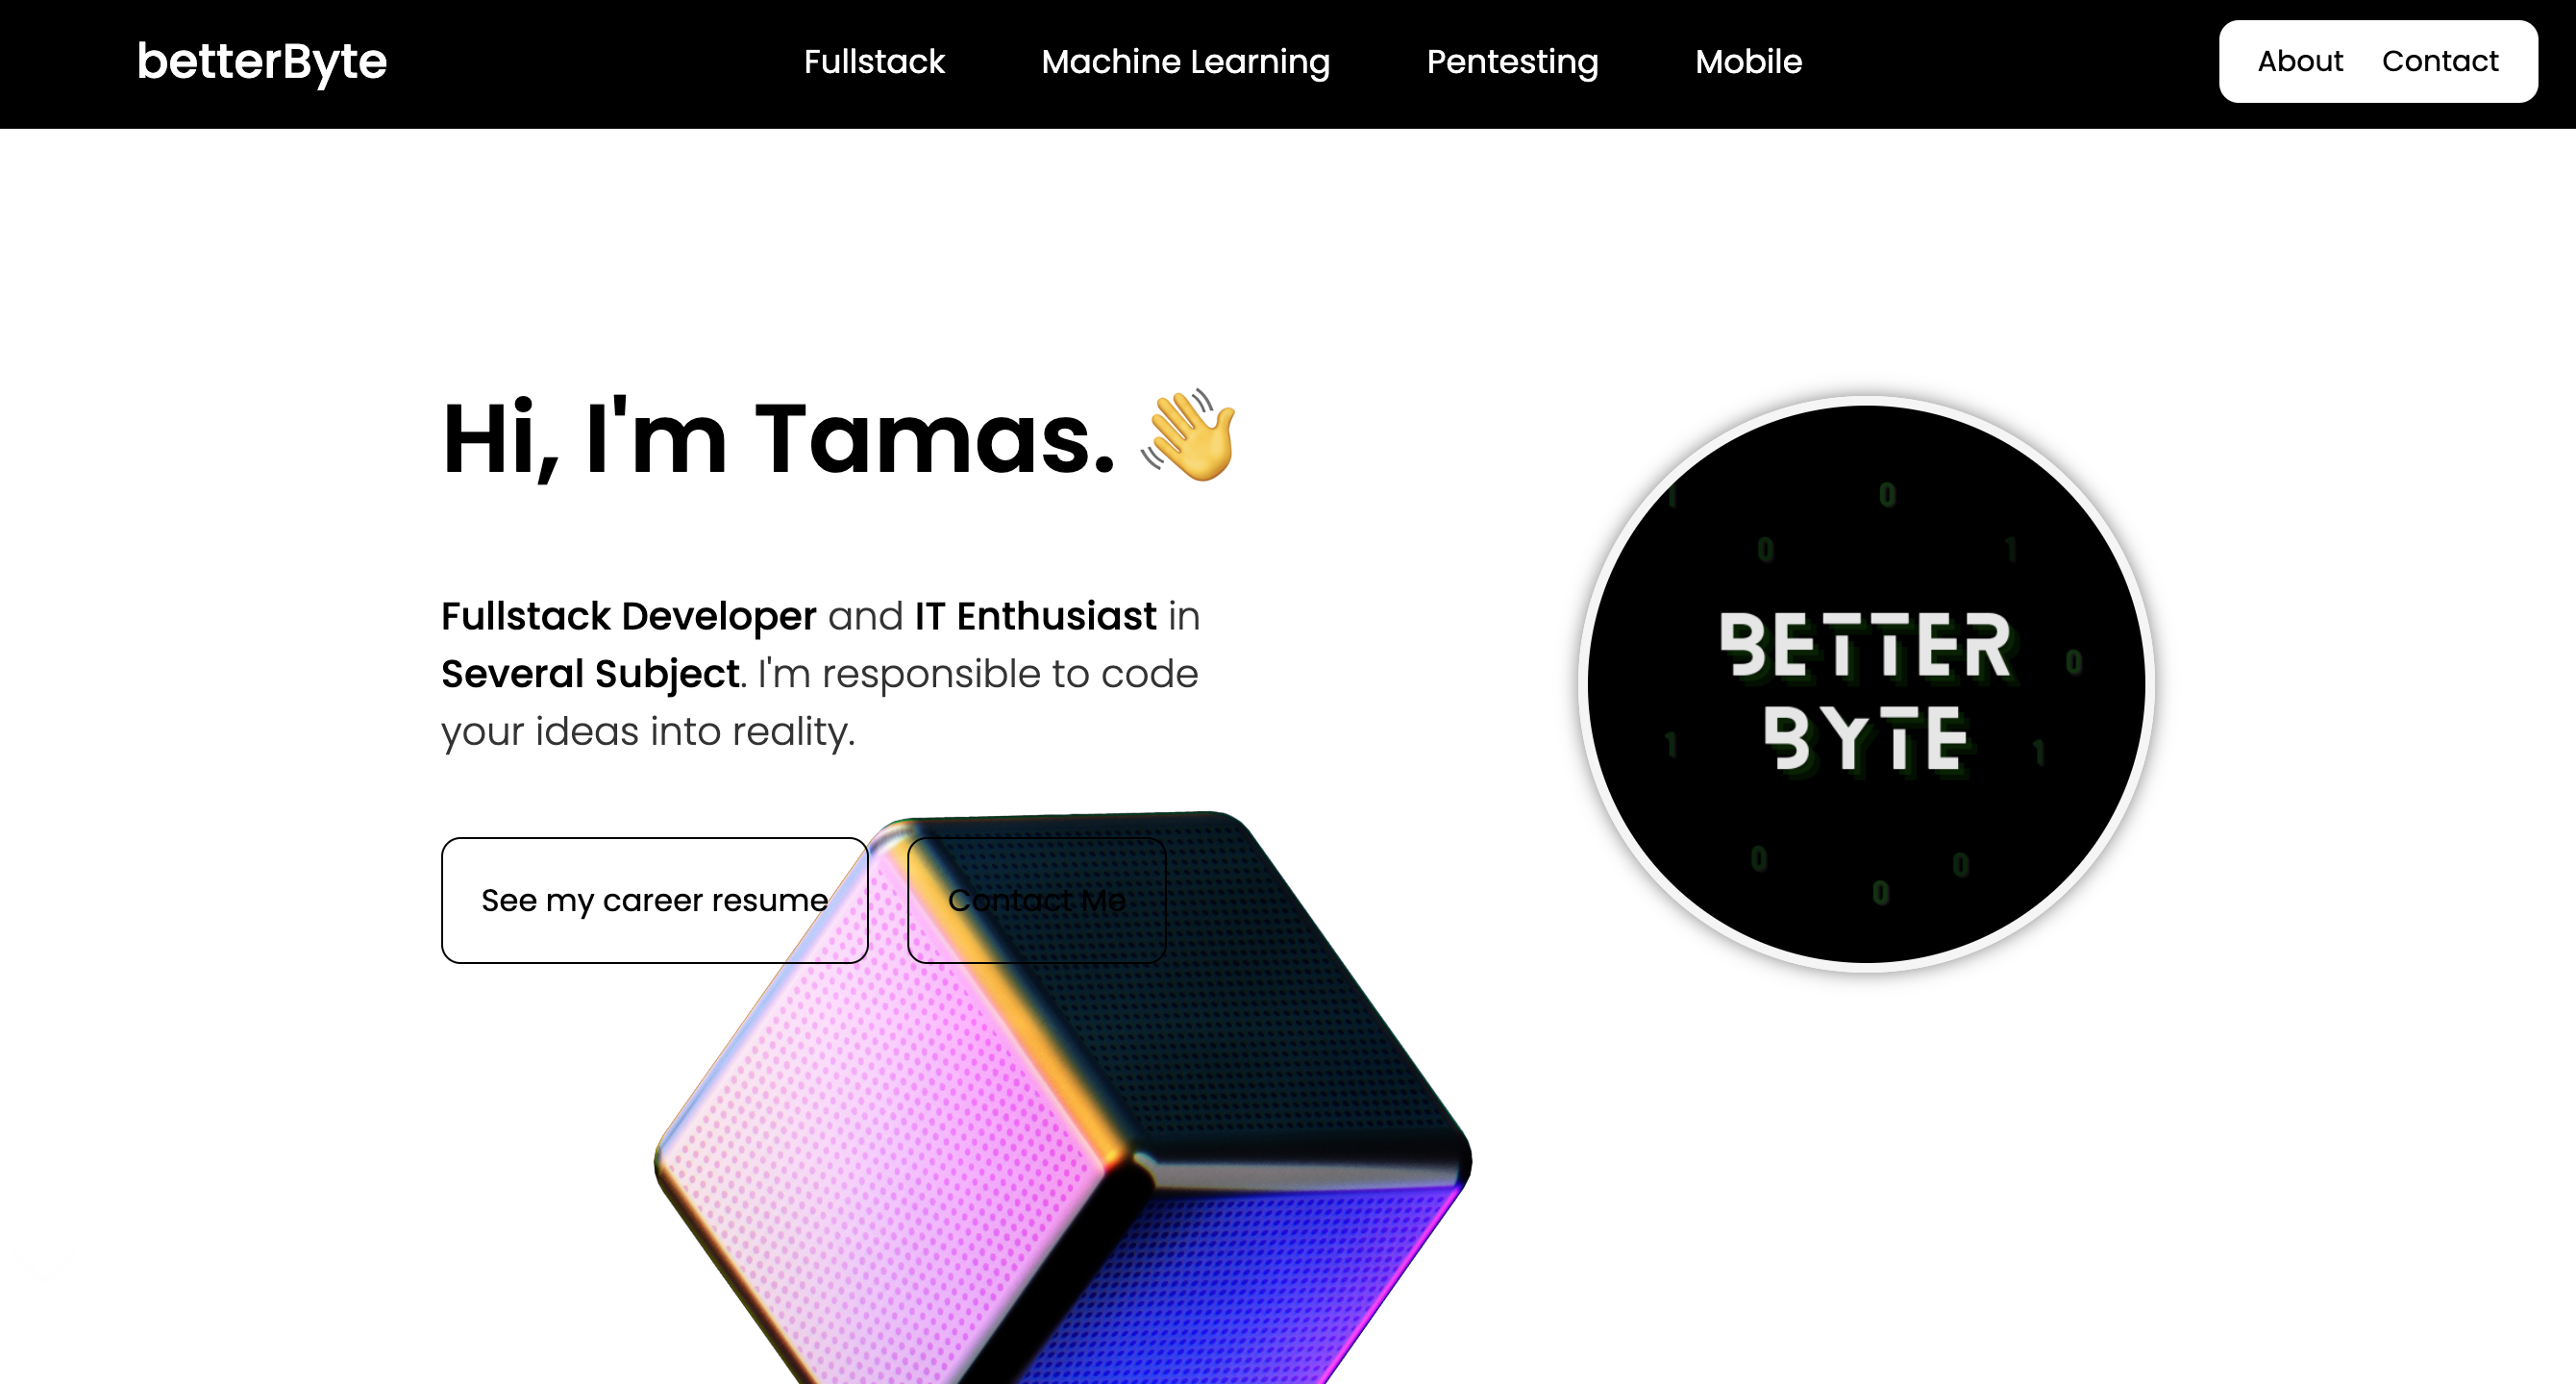 betterByte
Fullstack Machine Learning Pentesting Mobile
About Contact
Hi, I'm Tamas. 👋
Fullstack Developer and IT Enthusiast in
Several Subject. I'm responsible to code
your ideas into reality.
See my career resume
Contact Me
1 0
0 1
BETTER
0
BYTE
1 1
0 0
0